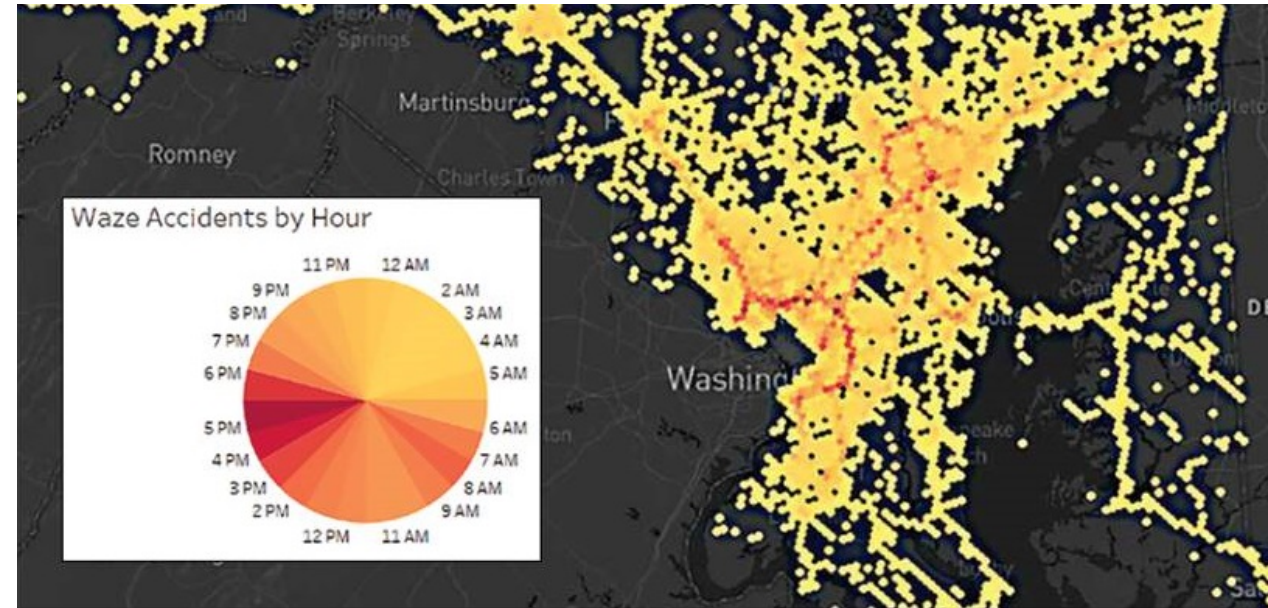 Berkeley
Springs
Martinsburg
Romney
Charles Town
Washing
Waze Accidents by Hour
11 PM
12 AM
9 PM
2 AM
8 PM
3 AM
7 PM
4 AM
6 PM
5 AM
5 PM
6 AM
4 PM
7 AM
3 PM
8 AM
2 PM
9 AM
12 PM
11 AM